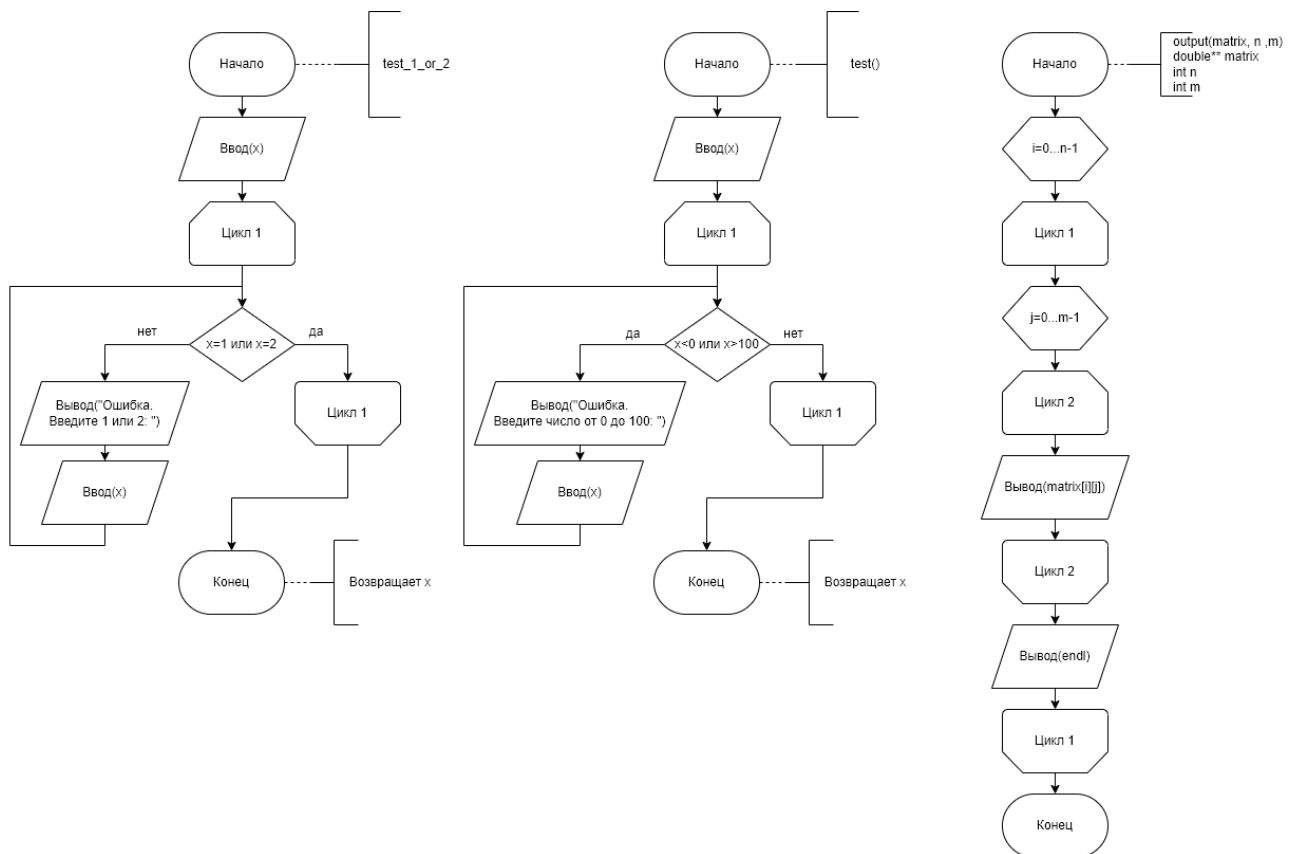 Начало
test_1_or_2
Ввод(x)
Цикл 1
x=1 или x=2
нет
да
Вывод("Ошибка.
Введите 1 или 2: ")
Ввод(x)
Цикл 1
Конец
Возвращает x
Начало
test()
Ввод(x)
Цикл 1
x<0 или x>100
да
нет
Вывод("Ошибка.
Введите число от 0 до 100: ")
Ввод(x)
Цикл 1
Конец
Возвращает x
Начало
output(matrix, n ,m)
double** matrix
int n
int m
i=0...n-1
Цикл 1
j=0...m-1
Цикл 2
Вывод(matrix[i][j])
Цикл 2
Вывод(endl)
Цикл 1
Конец